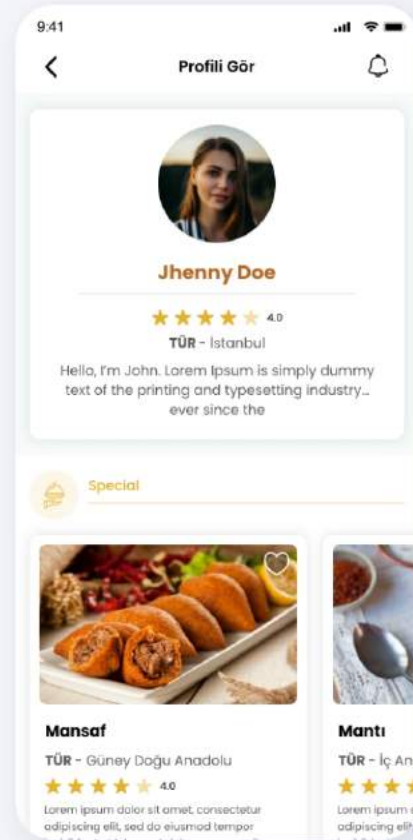 9:41
Profili Gör
Jhenny Doe
4.0
TÜR - İstanbul
Hello, I'm John. Lorem Ipsum is simply dummy
text of the printing and typesetting industry...
ever since the
Special
Mansaf
TÜR - Güney Doğu Anadolu
4.0
Lorem ipsum dolor sit amet, consectetur
adipiscing elit, sed do eiusmod tempor
Mantı
TÜR - İç An
Lorem ipsum
adipiscing elit